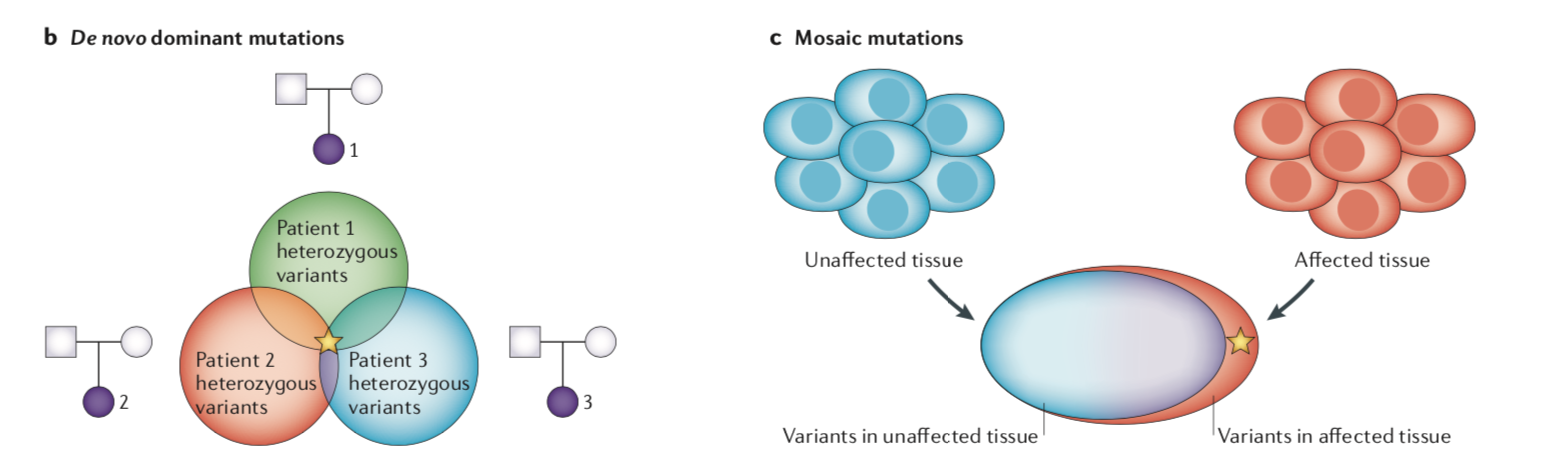 b De novo dominant mutations
1
Patient 1
heterozygous
variants
Patient 2
heterozygous
variants
Patient 3
heterozygous
variants
2
3
c Mosaic mutations
Unaffected tissue
Affected tissue
Variants in unaffected tissue
Variants in affected tissue